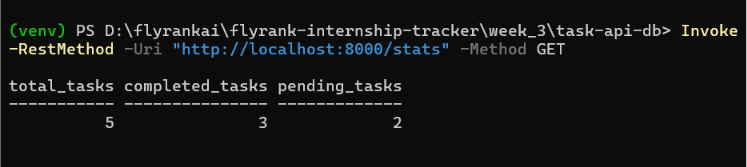 (venv) PS D:\flyrankai\flyrank-internship-tracker\week_3\task-api-db> Invoke
-RestMethod -Uri "http://localhost:8000/stats" -Method GET
total_tasks completed_tasks pending_tasks
----------- --------------- -------------
          5               3             2